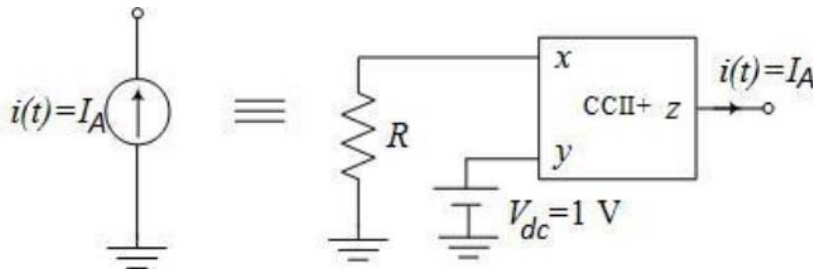 i(t)=I_A
R
x
y
CCII+ z
i(t)=I_A
V_dc=1 V